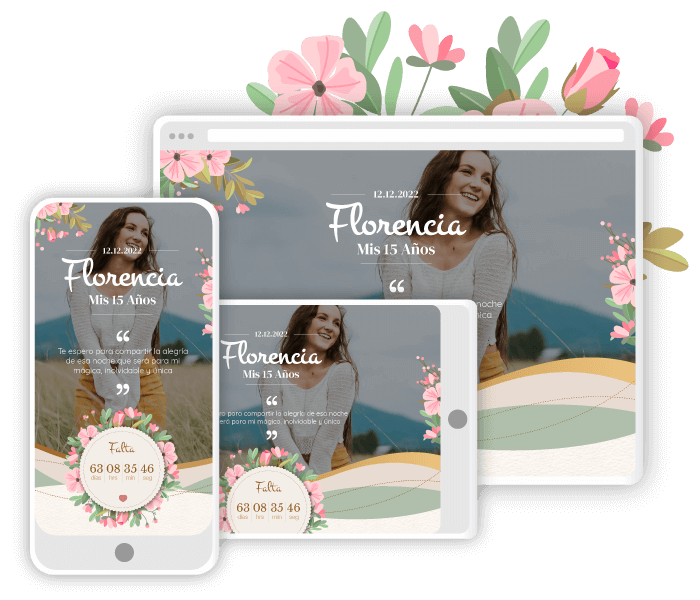 12.12.2022
Florencia
Mis 15 Años
“
noche
nica
12.12.2022
Florencia
Mis 15 Años
“
Te espero para compartir la alegría
de esa noche que será para mi
mágica, inolvidable y única
”
Falta
63 08 35 46
días hrs min seg
12.12.2022
Florencia
Mis 15 Años
“
para compartir la alegría de esa noche
será para mi mágica, inolvidable y única
”
Falta
63 08 35 46
días hrs min seg